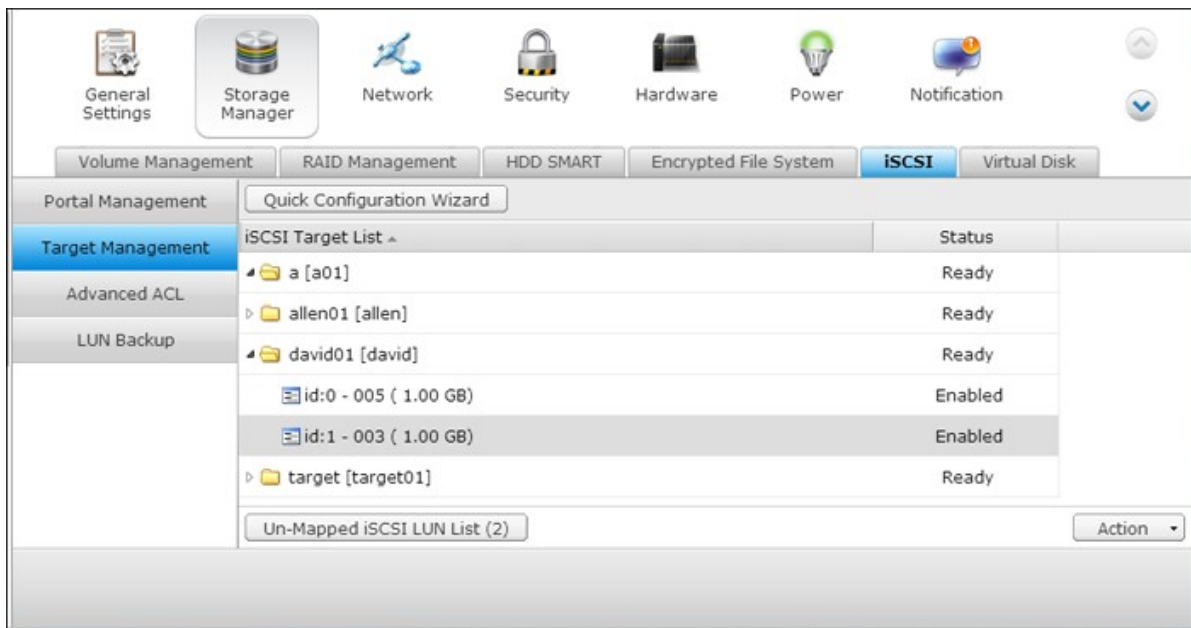 General Settings
Storage Manager
Network
Security
Hardware
Power
Notification
Volume Management
RAID Management
HDD SMART
Encrypted File System
iSCSI
Virtual Disk
Portal Management
Target Management
Advanced ACL
LUN Backup
Quick Configuration Wizard
iSCSI Target List Status
a [a01] Ready
allen01 [allen] Ready
david01 [david] Ready
id:0 - 005 ( 1.00 GB) Enabled
id:1 - 003 ( 1.00 GB) Enabled
target [target01] Ready
Un-Mapped iSCSI LUN List (2)
Action